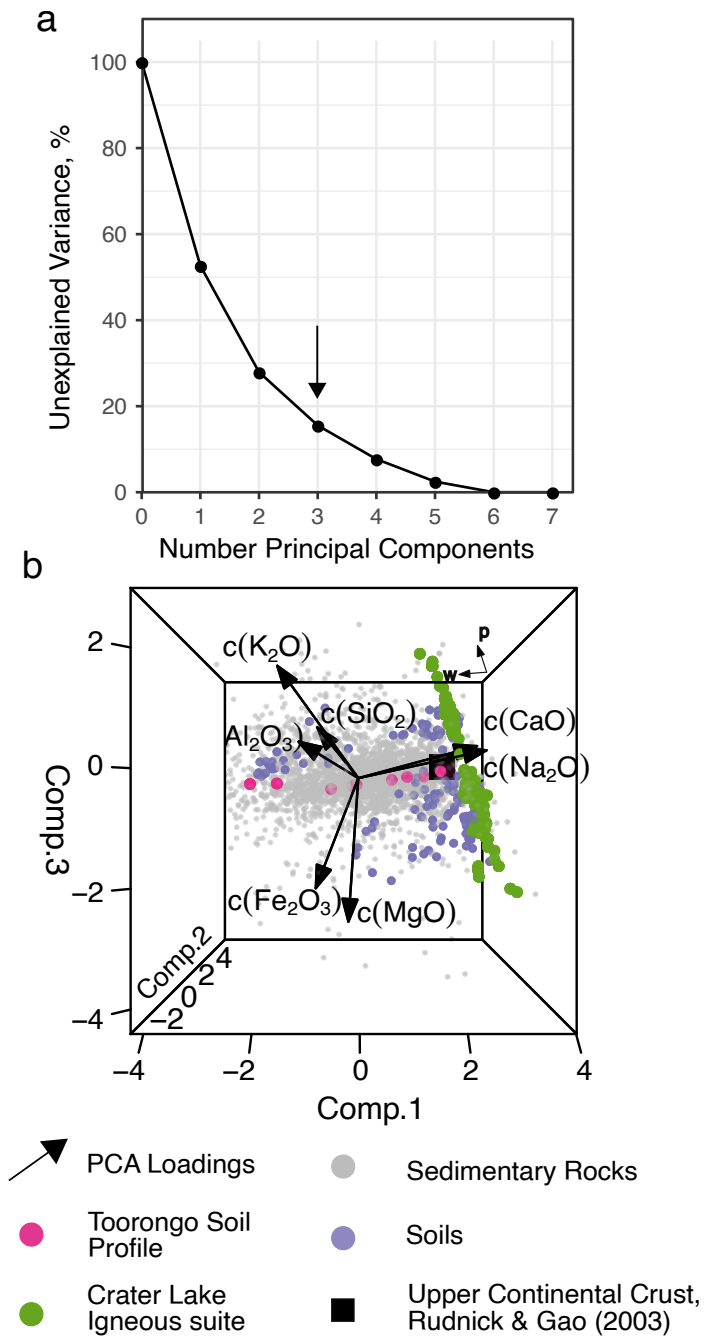 a
100
80
60
40
20
0
Unexplained Variance, %
0 1 2 3 4 5 6 7
Number Principal Components
b
2
0
−2
−4
Comp.3
p
w
c(K₂O)
c(SiO₂)
Al₂O₃)
c(CaO)
c(Na₂O)
c(Fe₂O₃)
c(MgO)
Comp.2
−2 0 2 4
−4 −2 0 2 4
Comp.1
PCA Loadings
Sedimentary Rocks
Toorongo Soil
Profile
Soils
Crater Lake
Igneous suite
Upper Continental Crust,
Rudnick & Gao (2003)